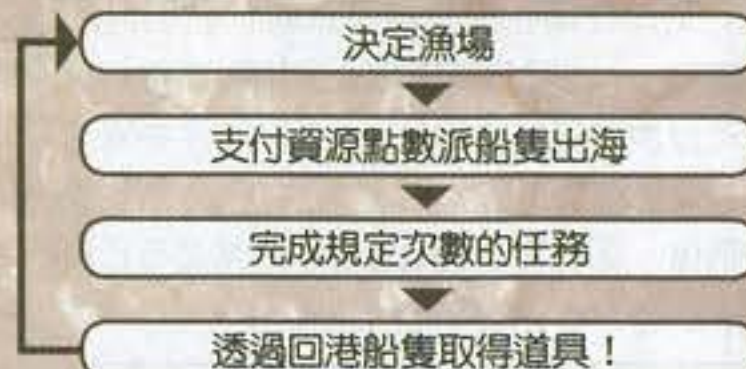 決定漁場
支付資源點數派船隻出海
完成規定次數的任務
透過回港船隻取得道具！